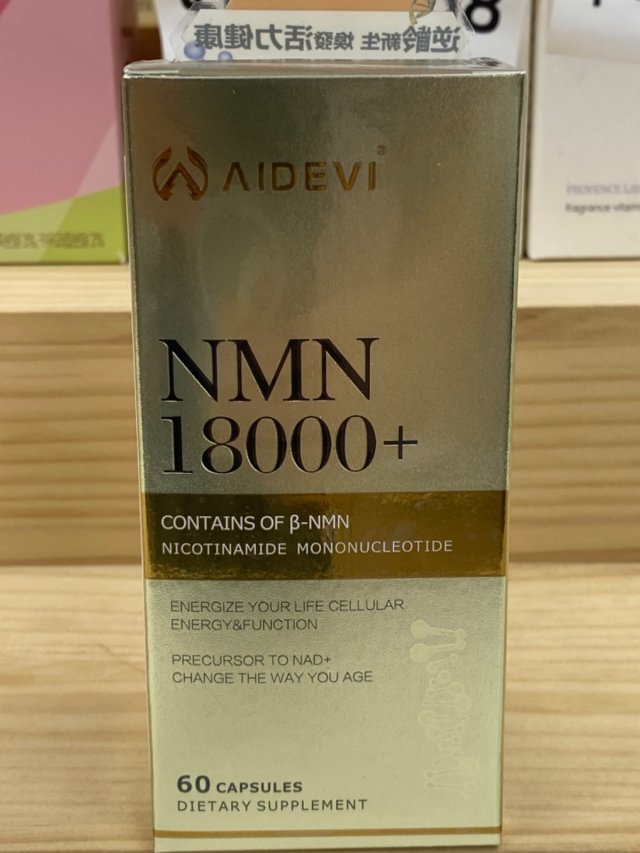 逆齡新生 煥發活力健康
8
AIDEVI®
NMN
18000+
CONTAINS OF β-NMN
NICOTINAMIDE MONONUCLEOTIDE
ENERGIZE YOUR LIFE CELLULAR
ENERGY&FUNCTION
PRECURSOR TO NAD+
CHANGE THE WAY YOU AGE
60 CAPSULES
DIETARY SUPPLEMENT